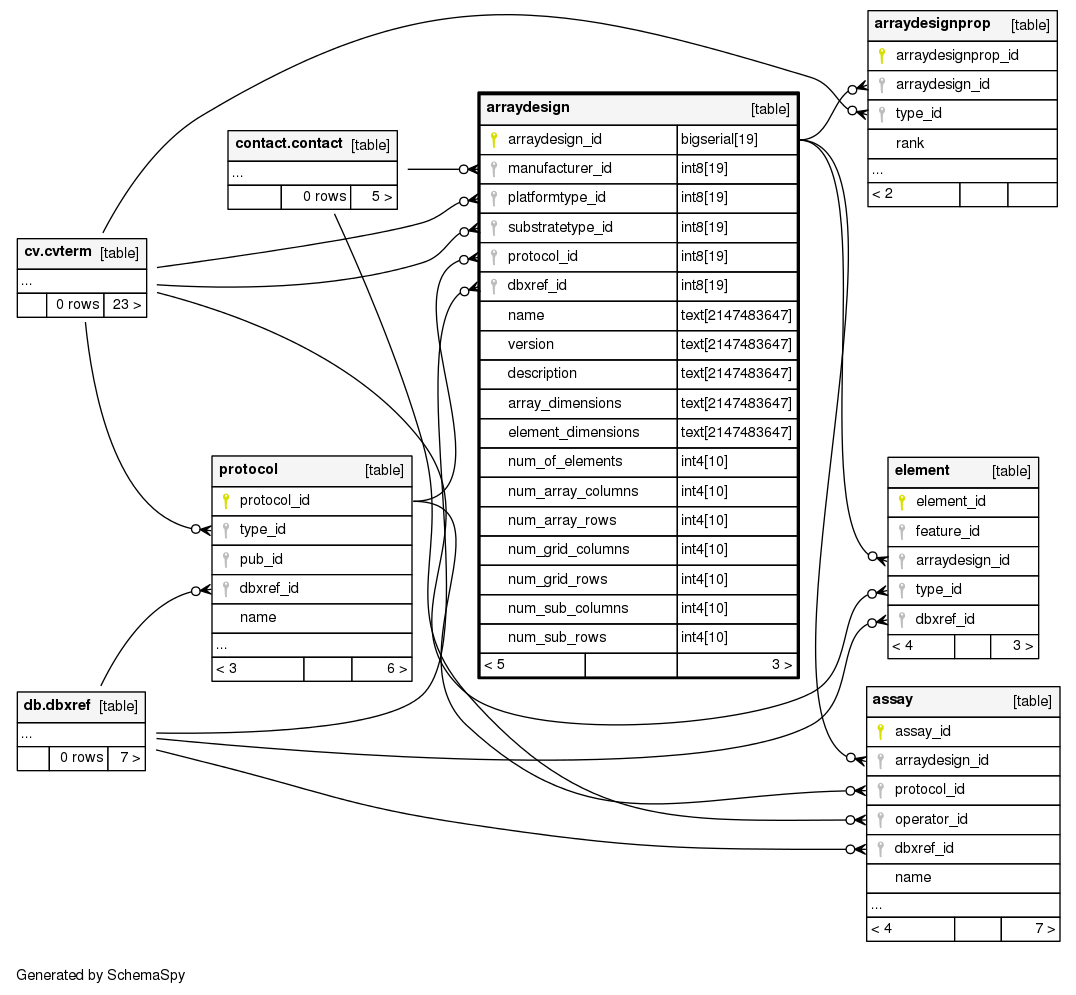 arraydesignprop [table]
arraydesignprop_id
arraydesign_id
type_id
rank
...
< 2
arraydesign [table]
arraydesign_id bigserial[19]
manufacturer_id int8[19]
platformtype_id int8[19]
substratetype_id int8[19]
protocol_id int8[19]
dbxref_id int8[19]
name text[2147483647]
version text[2147483647]
description text[2147483647]
array_dimensions text[2147483647]
element_dimensions text[2147483647]
num_of_elements int4[10]
num_array_columns int4[10]
num_array_rows int4[10]
num_grid_columns int4[10]
num_grid_rows int4[10]
num_sub_columns int4[10]
num_sub_rows int4[10]
< 5 3 >
contact.contact [table]
...
0 rows 5 >
cv.cvterm [table]
...
0 rows 23 >
protocol [table]
protocol_id
type_id
pub_id
dbxref_id
name
...
< 3 6 >
element [table]
element_id
feature_id
arraydesign_id
type_id
dbxref_id
< 4 3 >
db.dbxref [table]
...
0 rows 7 >
assay [table]
assay_id
arraydesign_id
protocol_id
operator_id
dbxref_id
name
...
< 4 7 >
Generated by SchemaSpy